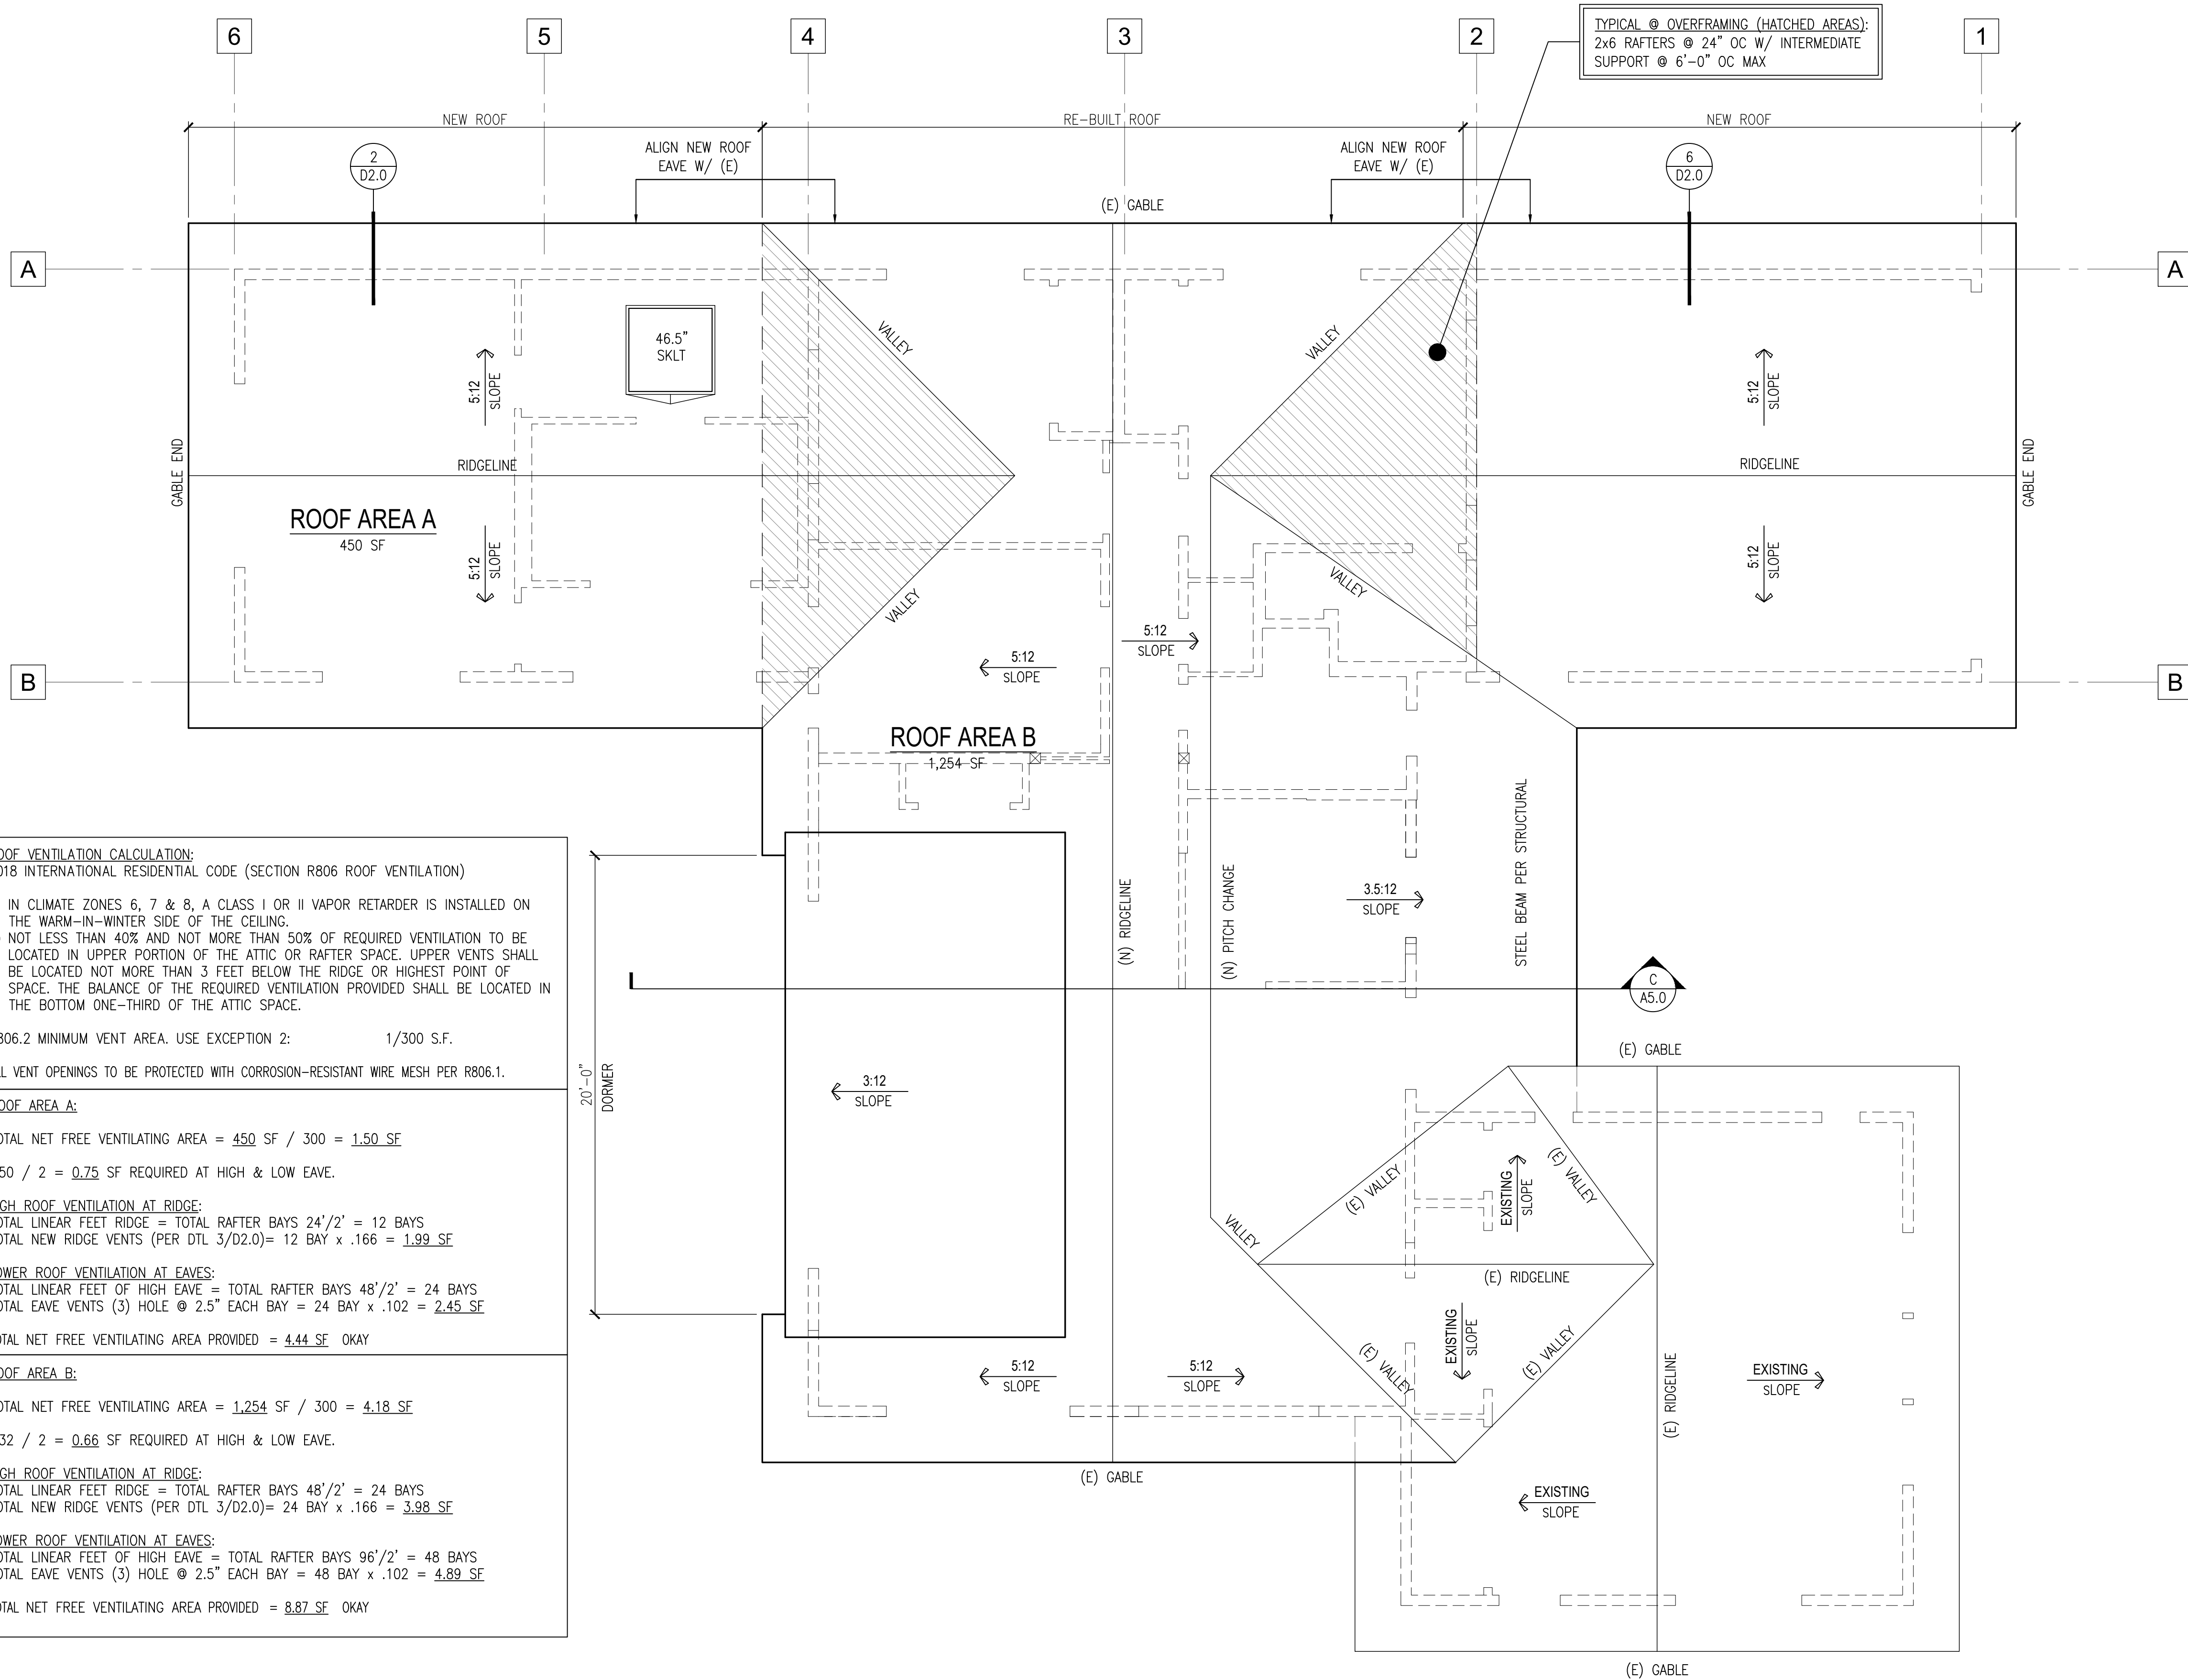 6
5
4
3
2
1
TYPICAL @ OVERFRAMING (HATCHED AREAS):
2x6 RAFTERS @ 24" OC W/ INTERMEDIATE
SUPPORT @ 6'-0" OC MAX
NEW ROOF
RE-BUILT ROOF
NEW ROOF
2
D2.0
ALIGN NEW ROOF
EAVE W/ (E)
ALIGN NEW ROOF
EAVE W/ (E)
6
D2.0
(E) GABLE
A
A
46.5"
SKLT
VALLEY
VALLEY
5:12
SLOPE
5:12
SLOPE
GABLE END
RIDGELINE
RIDGELINE
GABLE END
ROOF AREA A
450 SF
5:12
SLOPE
5:12
SLOPE
VALLEY
VALLEY
5:12
SLOPE
5:12
SLOPE
B
B
ROOF AREA B
1,254 SF
STEEL BEAM PER STRUCTURAL
(N) RIDGELINE
(N) PITCH CHANGE
3.5:12
SLOPE
C
A5.0
(E) GABLE
20'-0"
DORMER
3:12
SLOPE
OOF VENTILATION CALCULATION:
018 INTERNATIONAL RESIDENTIAL CODE (SECTION R806 ROOF VENTILATION)
IN CLIMATE ZONES 6, 7 & 8, A CLASS I OR II VAPOR RETARDER IS INSTALLED ON
THE WARM-IN-WINTER SIDE OF THE CEILING.
NOT LESS THAN 40% AND NOT MORE THAN 50% OF REQUIRED VENTILATION TO BE
LOCATED IN UPPER PORTION OF THE ATTIC OR RAFTER SPACE. UPPER VENTS SHALL
BE LOCATED NOT MORE THAN 3 FEET BELOW THE RIDGE OR HIGHEST POINT OF
SPACE. THE BALANCE OF THE REQUIRED VENTILATION PROVIDED SHALL BE LOCATED IN
THE BOTTOM ONE-THIRD OF THE ATTIC SPACE.
806.2 MINIMUM VENT AREA. USE EXCEPTION 2: 1/300 S.F.
LL VENT OPENINGS TO BE PROTECTED WITH CORROSION-RESISTANT WIRE MESH PER R806.1.
OOF AREA A:
OTAL NET FREE VENTILATING AREA = 450 SF / 300 = 1.50 SF
50 / 2 = 0.75 SF REQUIRED AT HIGH & LOW EAVE.
GH ROOF VENTILATION AT RIDGE:
OTAL LINEAR FEET RIDGE = TOTAL RAFTER BAYS 24'/2' = 12 BAYS
OTAL NEW RIDGE VENTS (PER DTL 3/D2.0)= 12 BAY x .166 = 1.99 SF
OWER ROOF VENTILATION AT EAVES:
OTAL LINEAR FEET OF HIGH EAVE = TOTAL RAFTER BAYS 48'/2' = 24 BAYS
OTAL EAVE VENTS (3) HOLE @ 2.5" EACH BAY = 24 BAY x .102 = 2.45 SF
OTAL NET FREE VENTILATING AREA PROVIDED = 4.44 SF OKAY
OOF AREA B:
OTAL NET FREE VENTILATING AREA = 1,254 SF / 300 = 4.18 SF
32 / 2 = 0.66 SF REQUIRED AT HIGH & LOW EAVE.
GH ROOF VENTILATION AT RIDGE:
OTAL LINEAR FEET RIDGE = TOTAL RAFTER BAYS 48'/2' = 24 BAYS
OTAL NEW RIDGE VENTS (PER DTL 3/D2.0)= 24 BAY x .166 = 3.98 SF
OWER ROOF VENTILATION AT EAVES:
OTAL LINEAR FEET OF HIGH EAVE = TOTAL RAFTER BAYS 96'/2' = 48 BAYS
OTAL EAVE VENTS (3) HOLE @ 2.5" EACH BAY = 48 BAY x .102 = 4.89 SF
OTAL NET FREE VENTILATING AREA PROVIDED = 8.87 SF OKAY
VALLEY
(E) VALLEY
(E) VALLEY
EXISTING
SLOPE
(E) RIDGELINE
EXISTING
SLOPE
(E) VALLEY
(E) VALLEY
5:12
SLOPE
5:12
SLOPE
(E) RIDGELINE
EXISTING
SLOPE
(E) GABLE
EXISTING
SLOPE
(E) GABLE